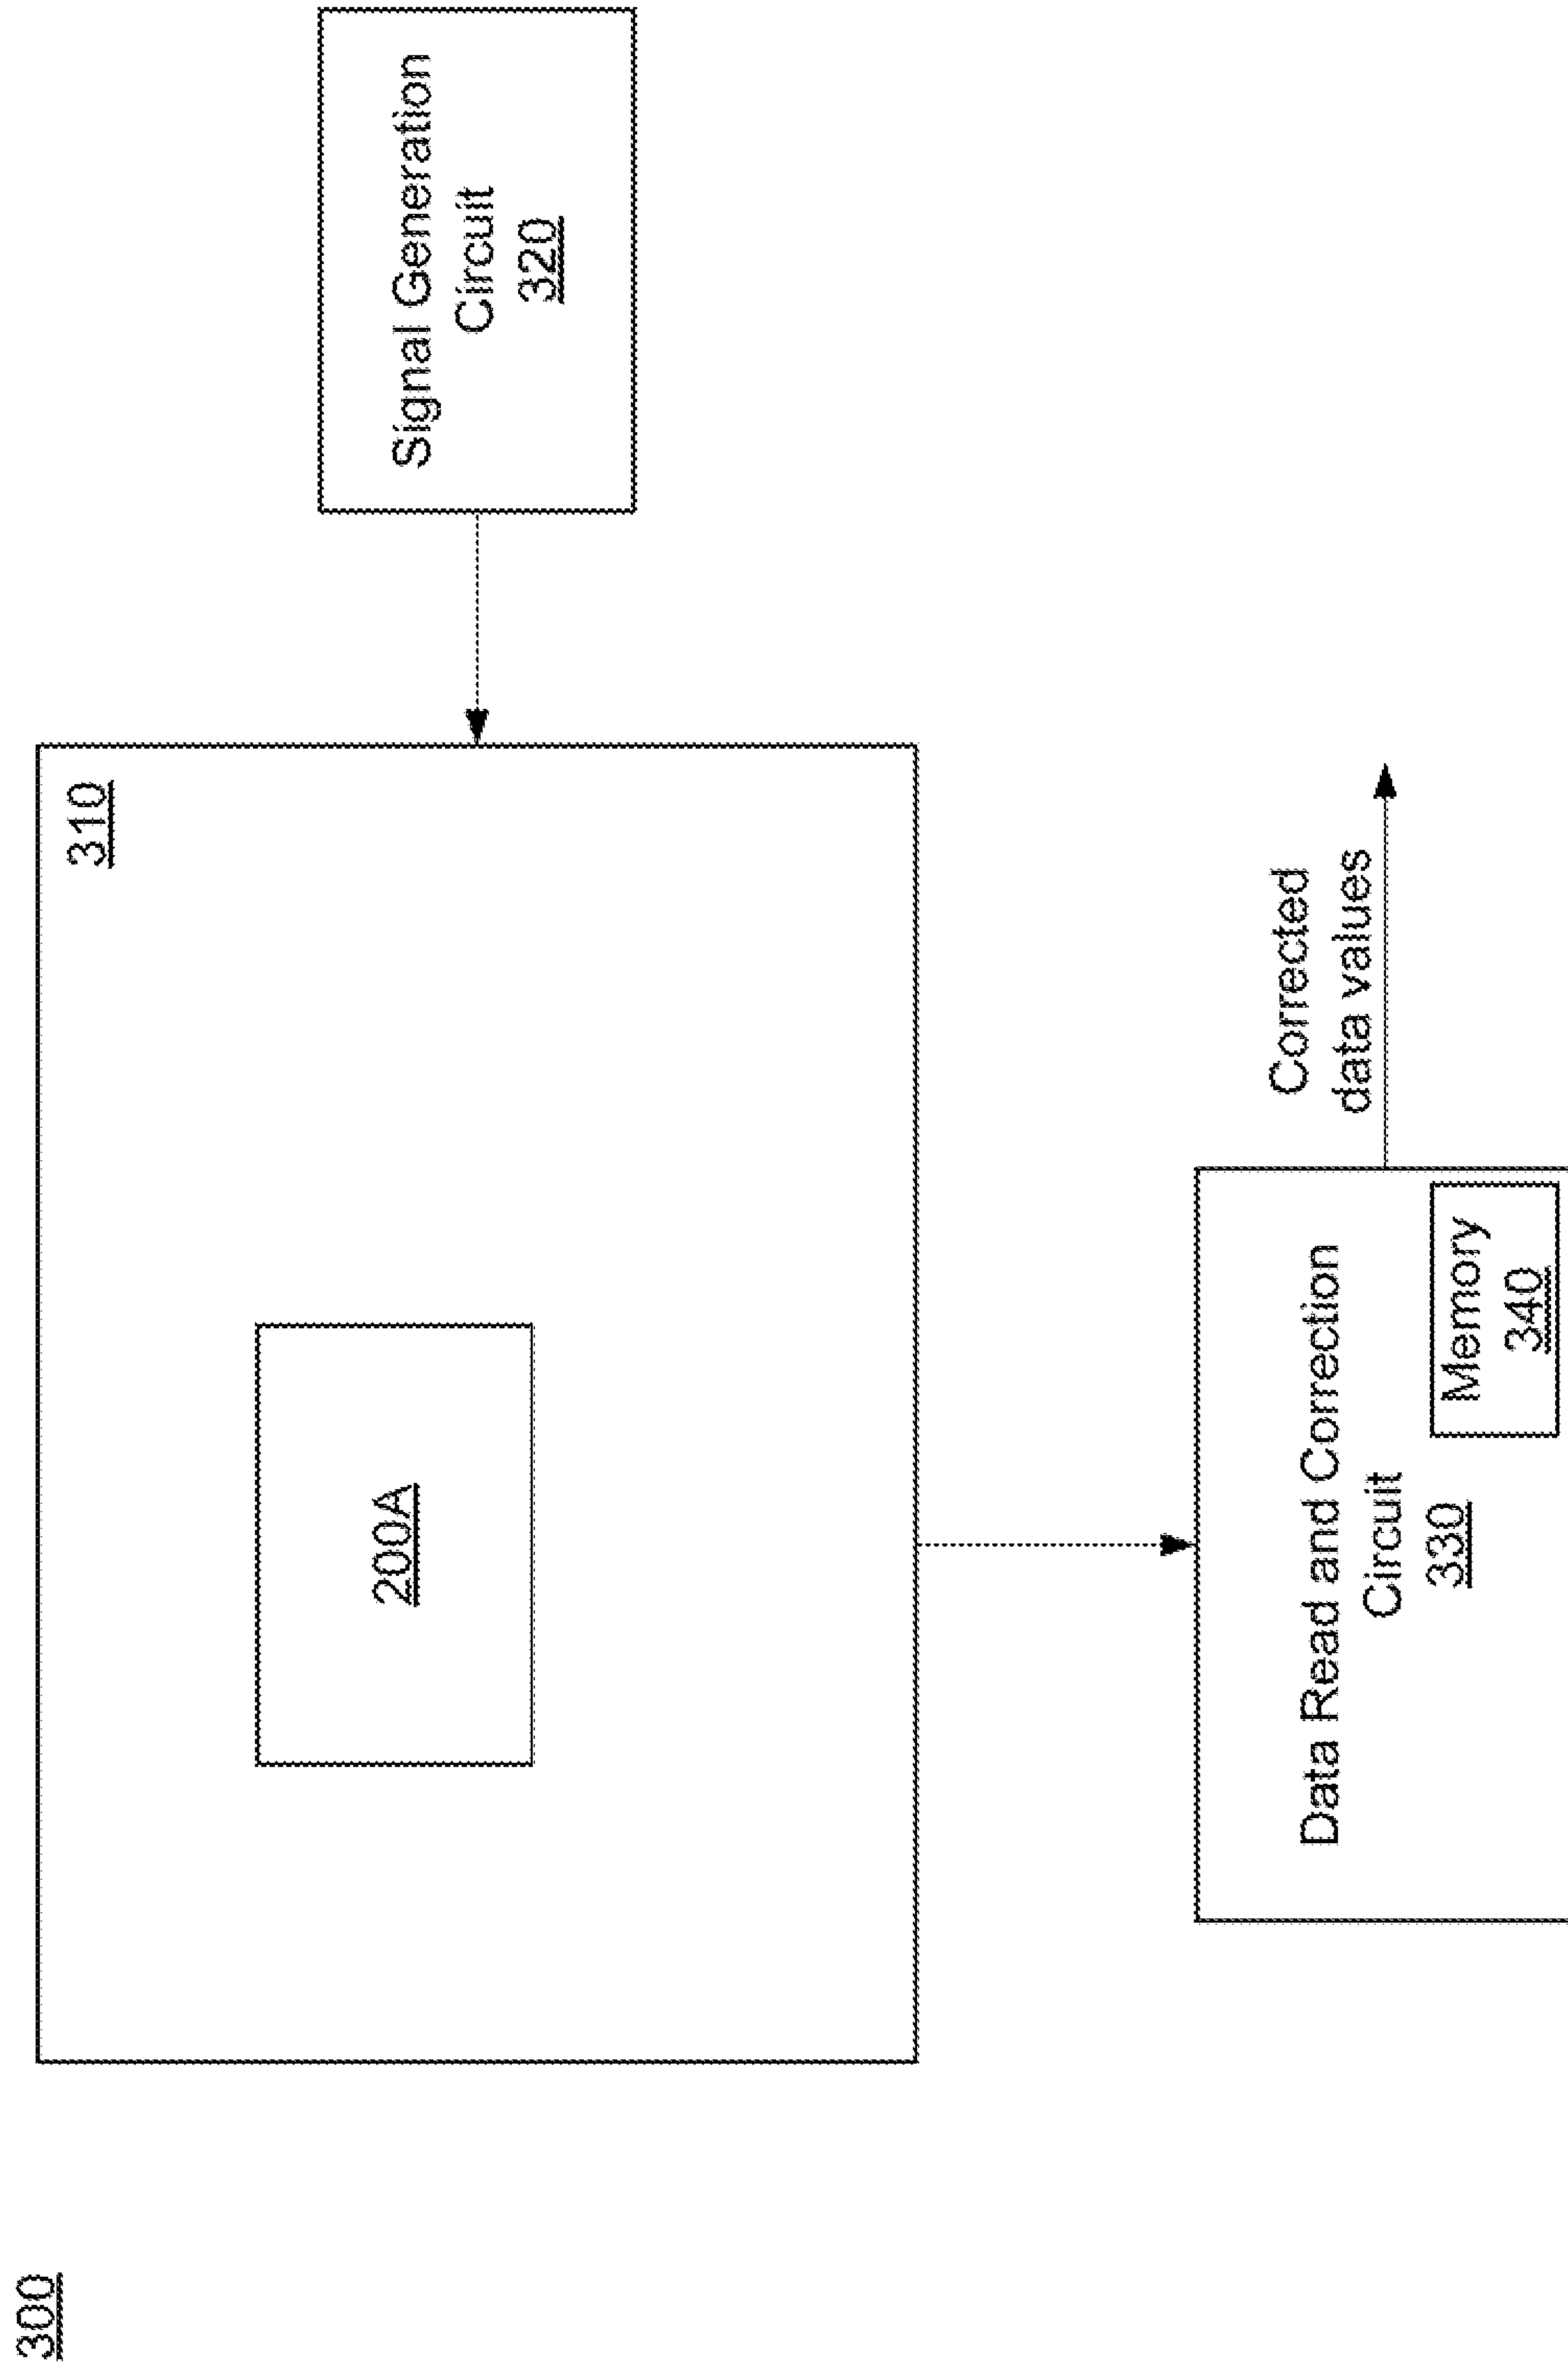 300
310
200A
Signal Generation
Circuit
320
Data Read and Correction
Circuit
330
Memory
340
Corrected
data values